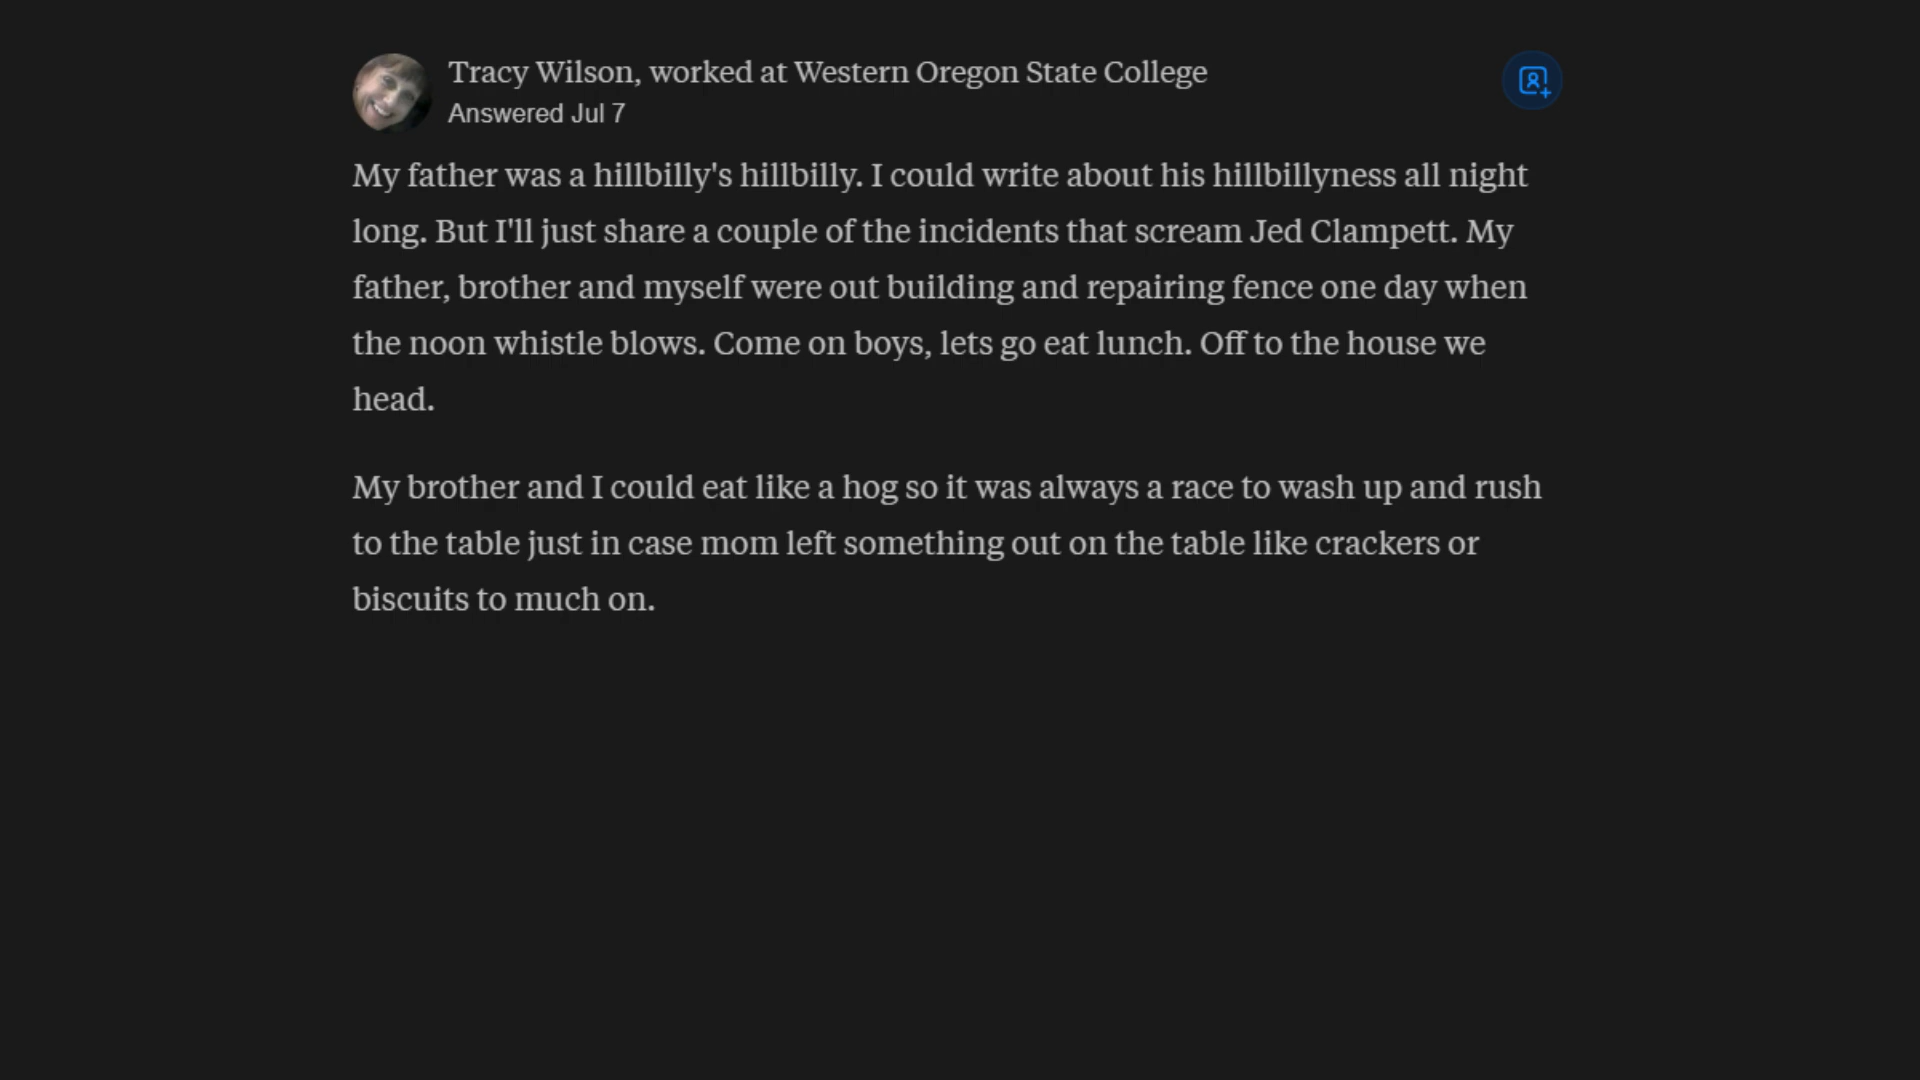 Tracy Wilson, worked at Western Oregon State College
Answered Jul 7
My father was a hillbilly's hillbilly. I could write about his hillbillyness all night
long. But I'll just share a couple of the incidents that scream Jed Clampett. My
father, brother and myself were out building and repairing fence one day when
the noon whistle blows. Come on boys, lets go eat lunch. Off to the house we
head.
My brother and I could eat like a hog so it was always a race to wash up and rush
to the table just in case mom left something out on the table like crackers or
biscuits to much on.